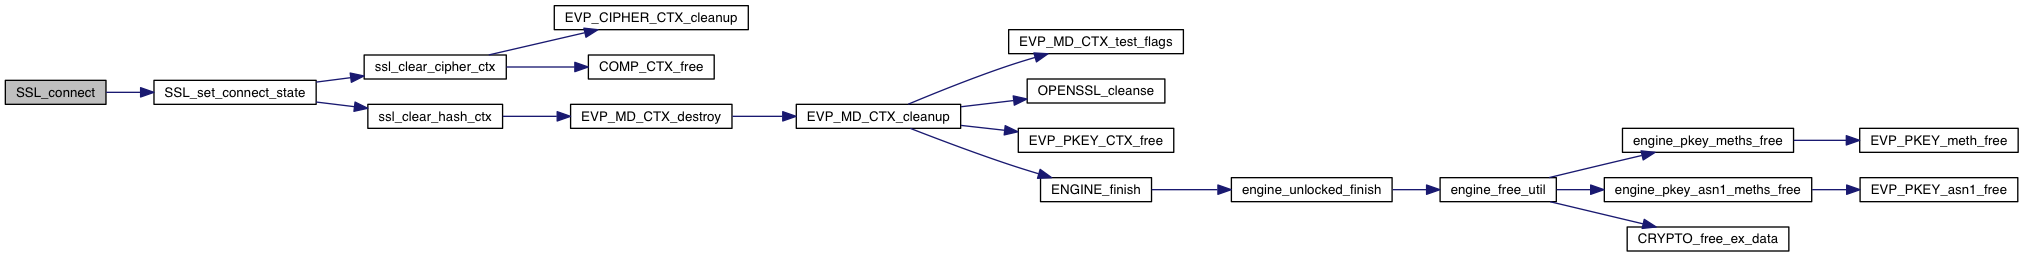 SSL_connect
SSL_set_connect_state
ssl_clear_cipher_ctx
EVP_CIPHER_CTX_cleanup
COMP_CTX_free
ssl_clear_hash_ctx
EVP_MD_CTX_destroy
EVP_MD_CTX_cleanup
EVP_MD_CTX_test_flags
OPENSSL_cleanse
EVP_PKEY_CTX_free
ENGINE_finish
engine_unlocked_finish
engine_free_util
engine_pkey_meths_free
EVP_PKEY_meth_free
engine_pkey_asn1_meths_free
EVP_PKEY_asn1_free
CRYPTO_free_ex_data